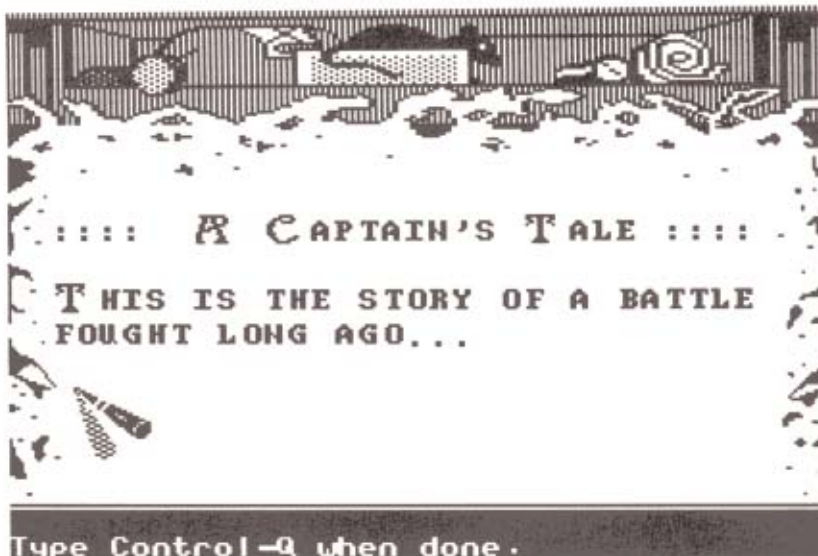 :::: A CAPTAIN'S TALE ::::
THIS IS THE STORY OF A BATTLE
FOUGHT LONG AGO...
Type Control-Q when done.